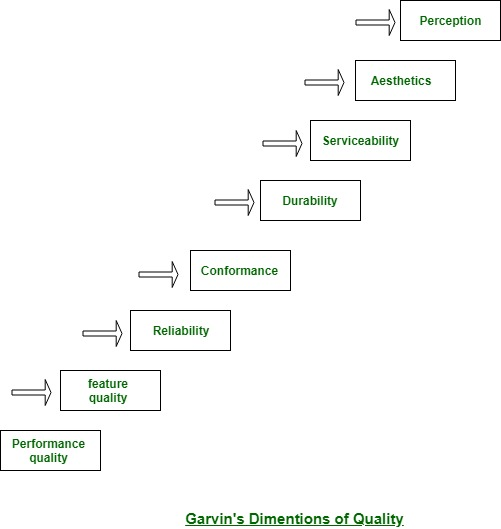 Perception
Aesthetics
Serviceability
Durability
Conformance
Reliability
feature
quality
Performance
quality
Garvin's Dimentions of Quality